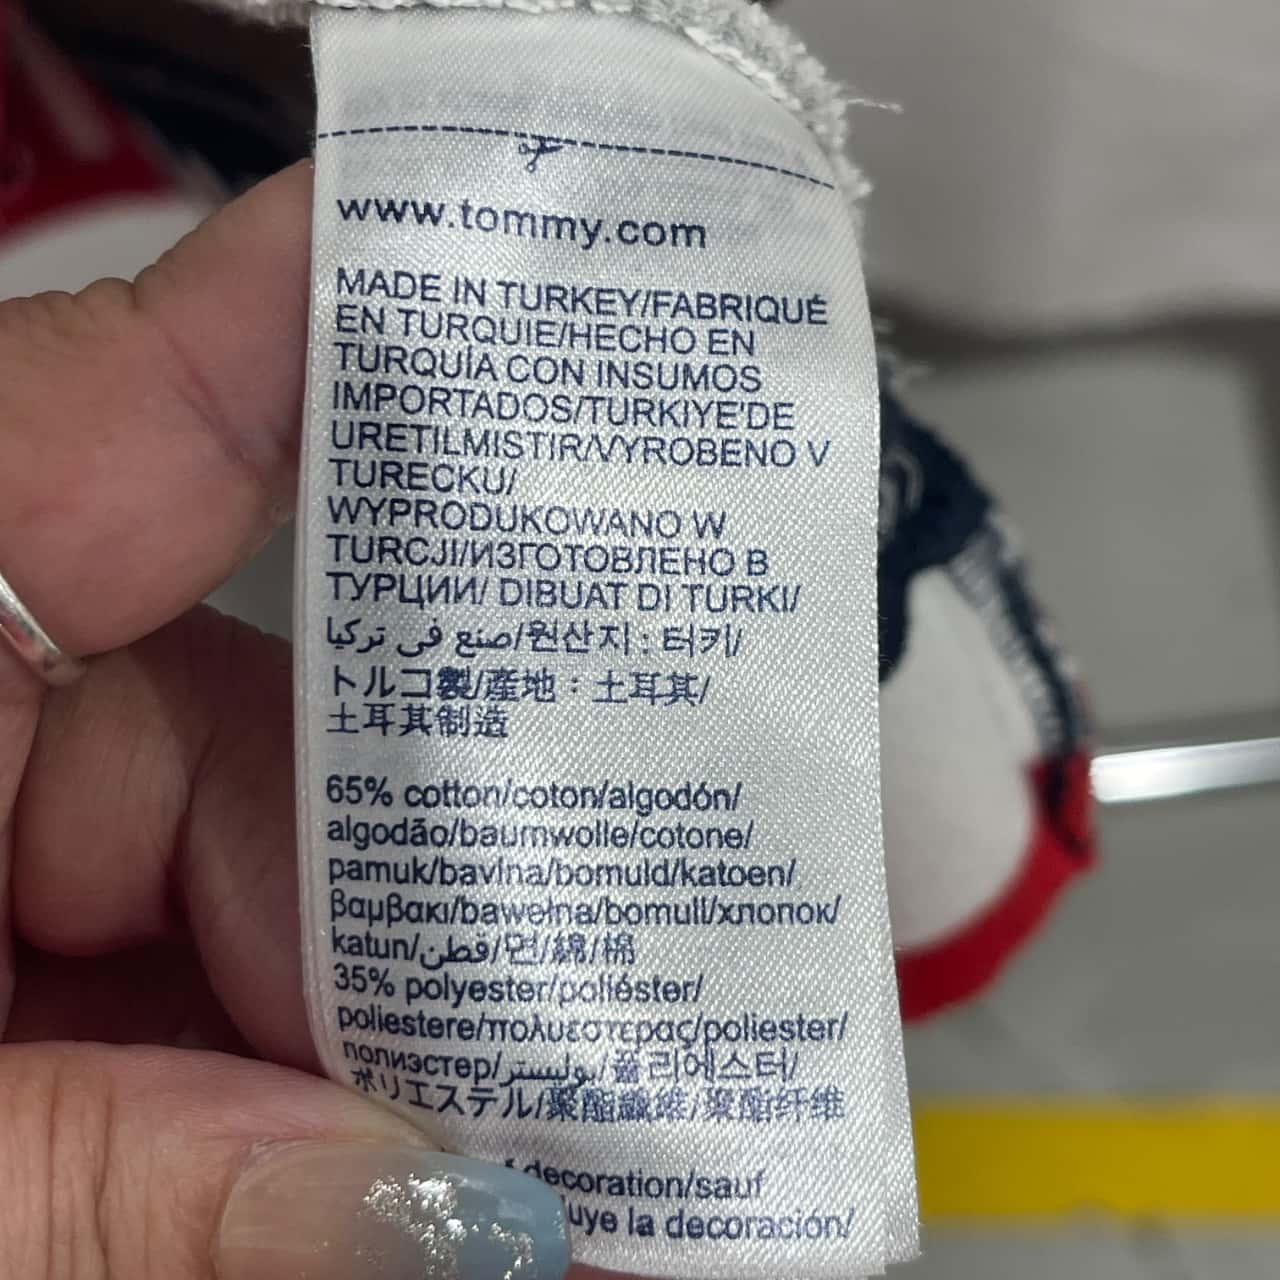 www.tommy.com
MADE IN TURKEY/FABRIQUÉ
EN TURQUIE/HECHO EN
TURQUÍA CON INSUMOS
IMPORTADOS/TURKIYE'DE
URETILMISTIR/VYROBENO V
TURECKU/
WYPRODUKOWANO W
TURCJI/ИЗГОТОВЛЕНО В
ТУРЦИИ/ DIBUAT DI TURKI/
صنع في تركيا/원산지 : 터키/
トルコ製/産地：土耳其/
土耳其制造
65% cotton/coton/algodón/
algodão/baumwolle/cotone/
pamuk/bavlna/bomuld/katoen/
βαμβακι/bawełna/bomull/хлопок/
katun/قطن/면/綿/棉
35% polyester/poliéster/
poliestere/πολυεστερας/poliester/
полиэстер/بوليستر/폴리에스터/
ポリエステル/聚酯纖維/聚酯纤维
decoration/sauf
la decoración/